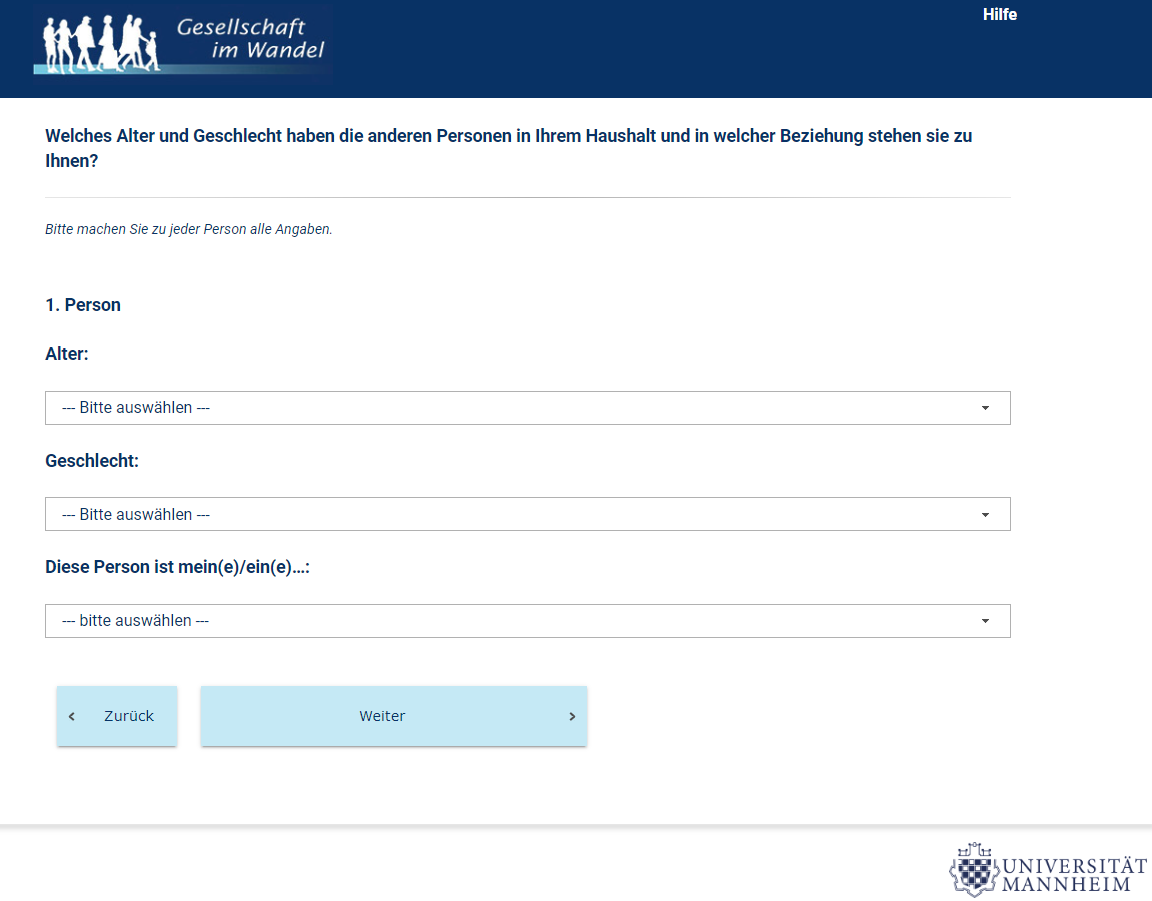 Gesellschaft
im Wandel
Hilfe
Welches Alter und Geschlecht haben die anderen Personen in Ihrem Haushalt und in welcher Beziehung stehen sie zu
Ihnen?
Bitte machen Sie zu jeder Person alle Angaben.
1. Person
Alter:
--- Bitte auswählen ---
Geschlecht:
--- Bitte auswählen ---
Diese Person ist mein(e)/ein(e)...:
--- bitte auswählen ---
Zurück
Weiter
UNIVERSITÄT
MANNHEIM